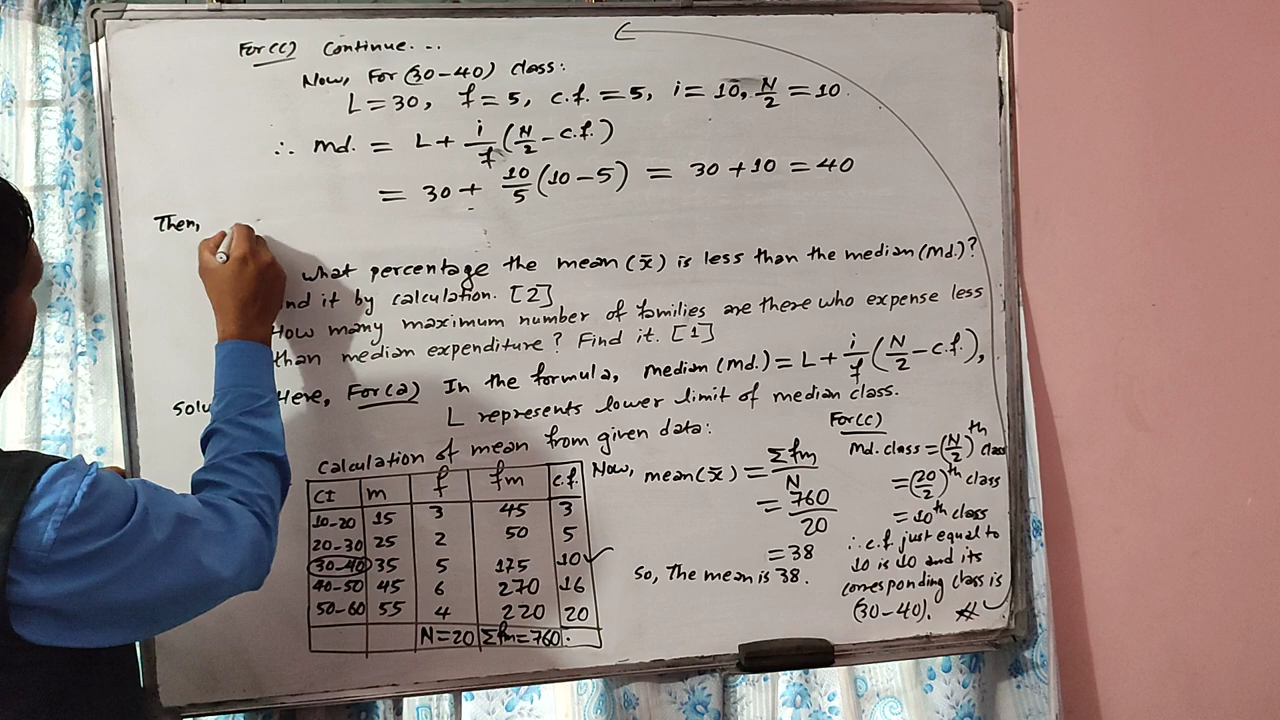 For(c) Continue...
Now, For (30-40) class:
L = 30, f = 5, c.f. = 5, i = 10, N/2 = 10
∴ Md. = L + i/f (N/2 - c.f.)
= 30 + 10/5 (10 - 5) = 30 + 10 = 40
Then,
what percentage the mean (x̄) is less than the median (Md.)?
nd it by calculation. [2]
How many maximum number of families are there who expense less
than median expenditure? Find it. [1]
Here, For(a) In the formula, median (Md.) = L + i/f (N/2 - c.f.),
L represents lower limit of median class.
Calculation of mean from given data:
CI m f fm c.f.
10-20 15 3 45 3
20-30 25 2 50 5
30-40 35 5 175 10 ✓
40-50 45 6 270 16
50-60 55 4 220 20
N = 20 Σfm = 760
Now, mean (x̄) = Σfm/N
= 760/20
= 38
So, The mean is 38.
For(c)
Md. class = (N/2)th class
= (20/2)th class
= 10th class
∴ c.f just equal to
10 is 10 and its
corresponding class is
(30-40).